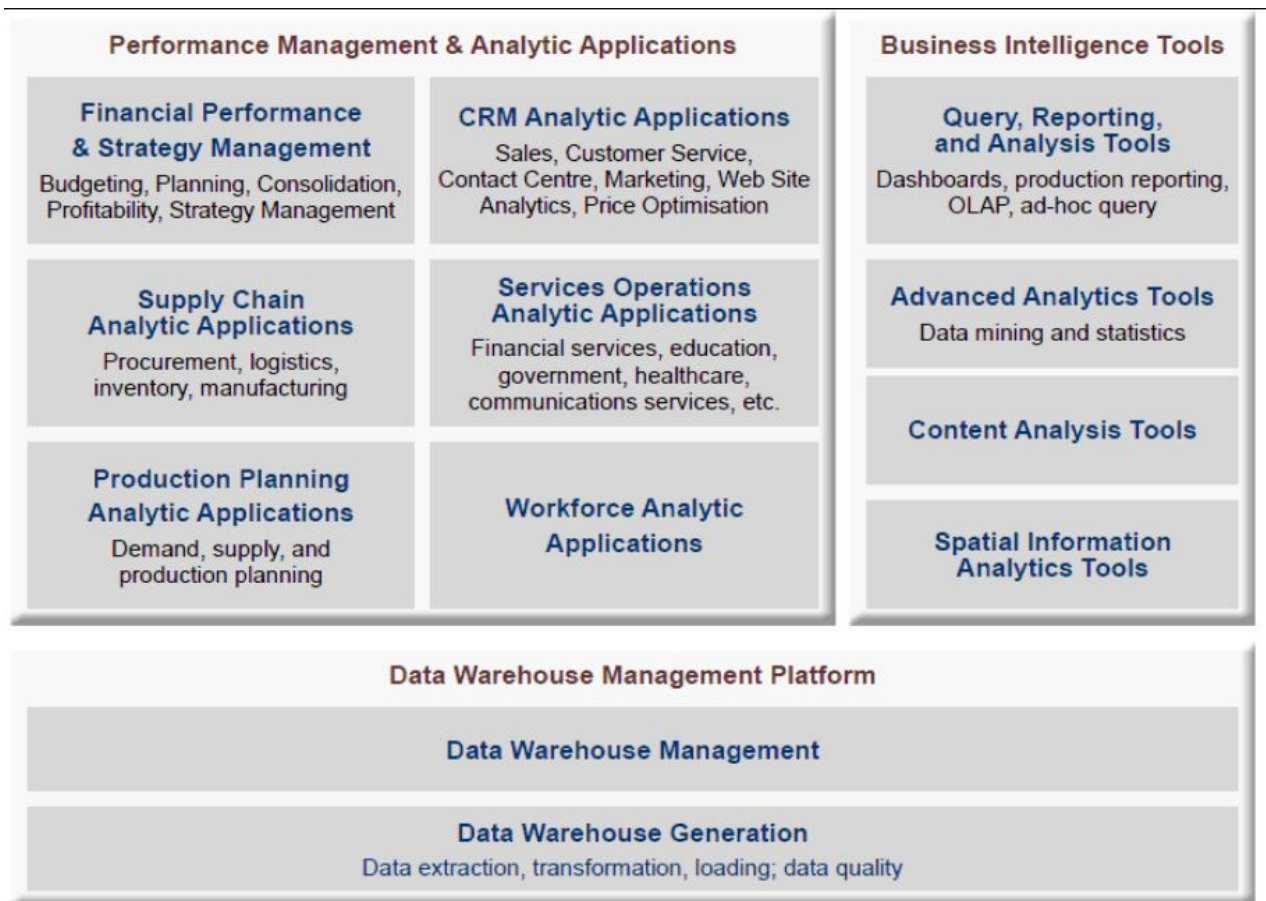 Performance Management & Analytic Applications
Financial Performance
& Strategy Management
Budgeting, Planning, Consolidation,
Profitability, Strategy Management
CRM Analytic Applications
Sales, Customer Service,
Contact Centre, Marketing, Web Site
Analytics, Price Optimisation
Supply Chain
Analytic Applications
Procurement, logistics,
inventory, manufacturing
Services Operations
Analytic Applications
Financial services, education,
government, healthcare,
communications services, etc.
Production Planning
Analytic Applications
Demand, supply, and
production planning
Workforce Analytic
Applications
Business Intelligence Tools
Query, Reporting,
and Analysis Tools
Dashboards, production reporting,
OLAP, ad-hoc query
Advanced Analytics Tools
Data mining and statistics
Content Analysis Tools
Spatial Information
Analytics Tools
Data Warehouse Management Platform
Data Warehouse Management
Data Warehouse Generation
Data extraction, transformation, loading; data quality